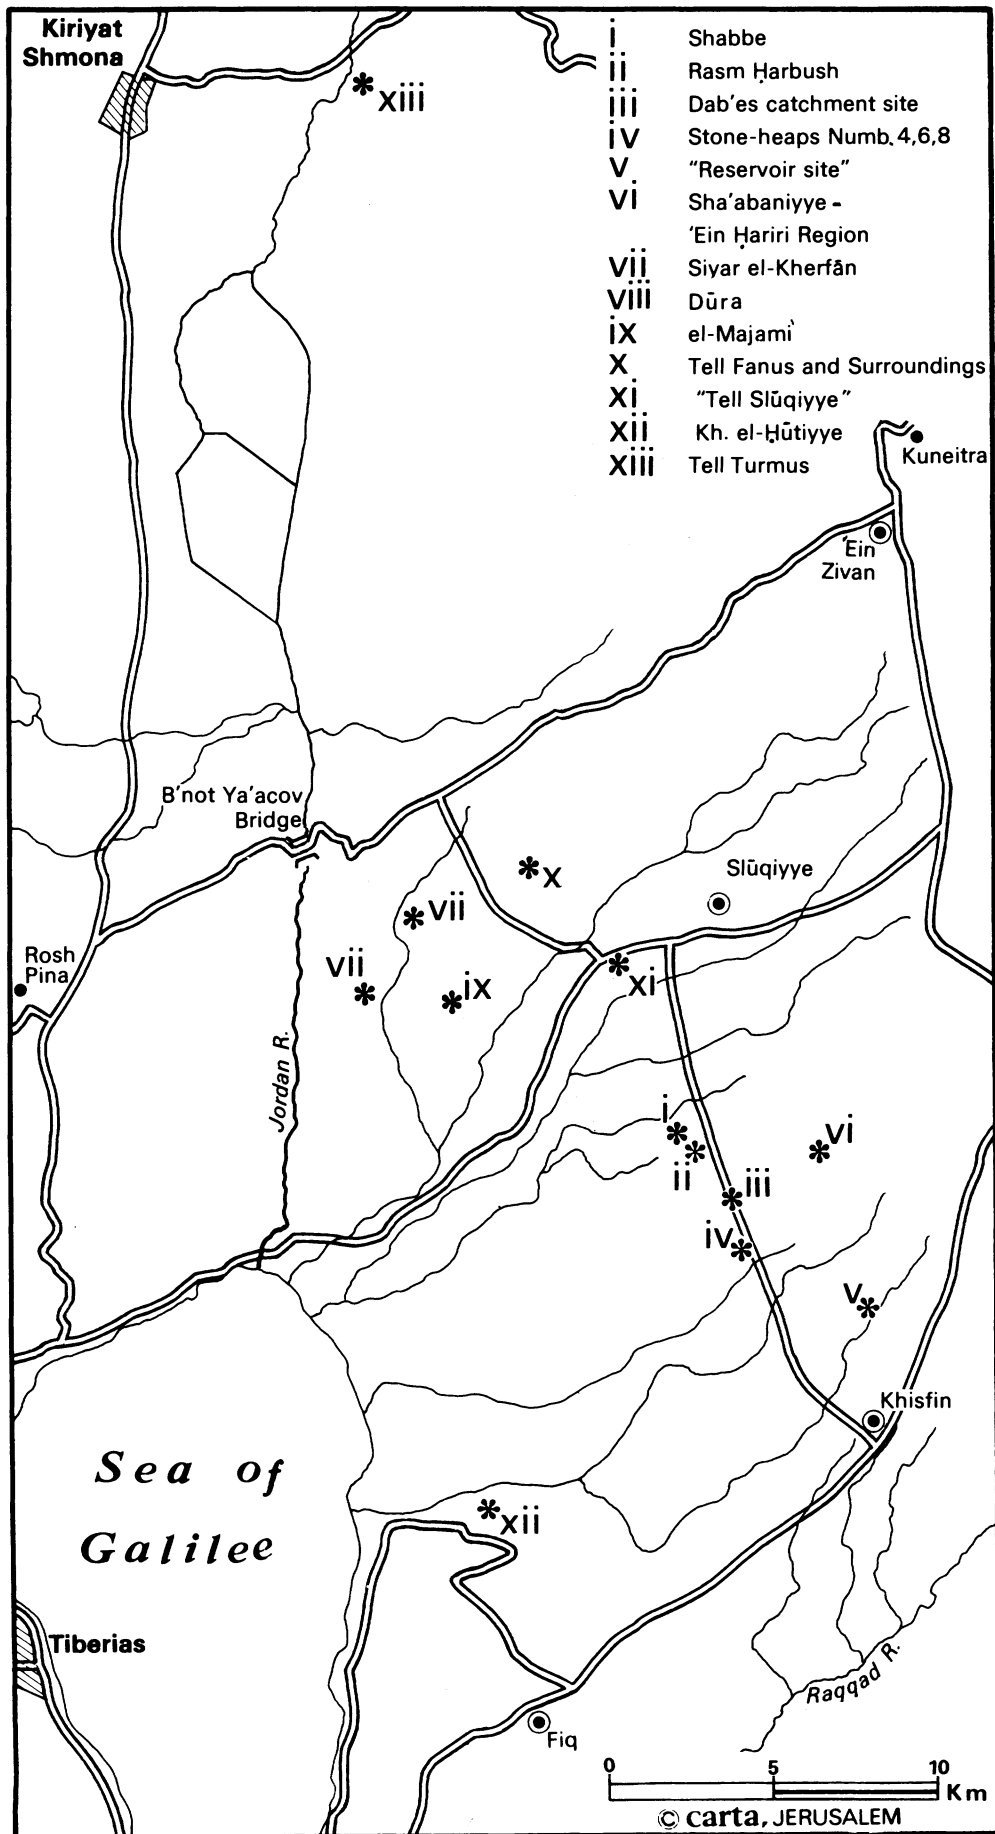 Kiriyat
Shmona
i Shabbe
ii Rasm Ḥarbush
iii Dab'es catchment site
iv Stone-heaps Numb. 4,6,8
v "Reservoir site"
vi Sha'abaniyye -
'Ein Ḥariri Region
vii Siyar el-Kherfān
viii Dūra
ix el-Majami'
x Tell Fanus and Surroundings
xi "Tell Slūqiyye"
xii Kh. el-Ḥūtiyye
xiii Tell Turmus
xiii
Kuneitra
'Ein
Zivan
B'not Ya'acov
Bridge
x
Slūqiyye
vii
Rosh
Pina
vii
ix
xi
Jordan R.
i
vi
ii
iii
iv
v
Khisfin
Sea of
Galilee
xii
Tiberias
Raqqad R.
Fiq
0 5 10
Km
© carta, JERUSALEM